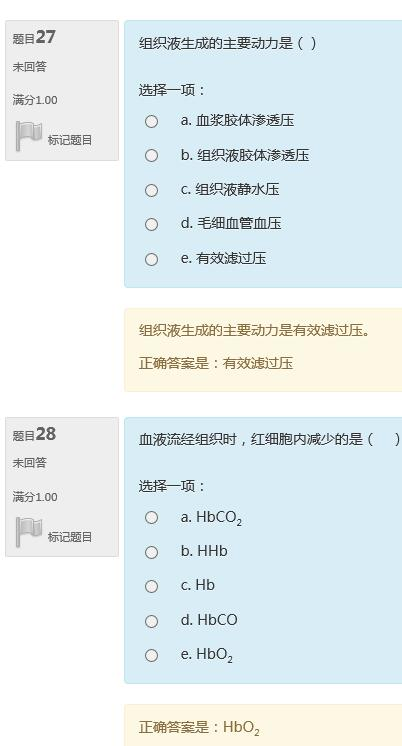 题目27
未回答
满分1.00
标记题目
组织液生成的主要动力是 ( )
选择一项：
a. 血浆胶体渗透压
b. 组织液胶体渗透压
c. 组织液静水压
d. 毛细血管血压
e. 有效滤过压
组织液生成的主要动力是有效滤过压。
正确答案是：有效滤过压
题目28
未回答
满分1.00
标记题目
血液流经组织时，红细胞内减少的是 (　)
选择一项：
a. HbCO₂
b. HHb
c. Hb
d. HbCO
e. HbO₂
正确答案是：HbO₂